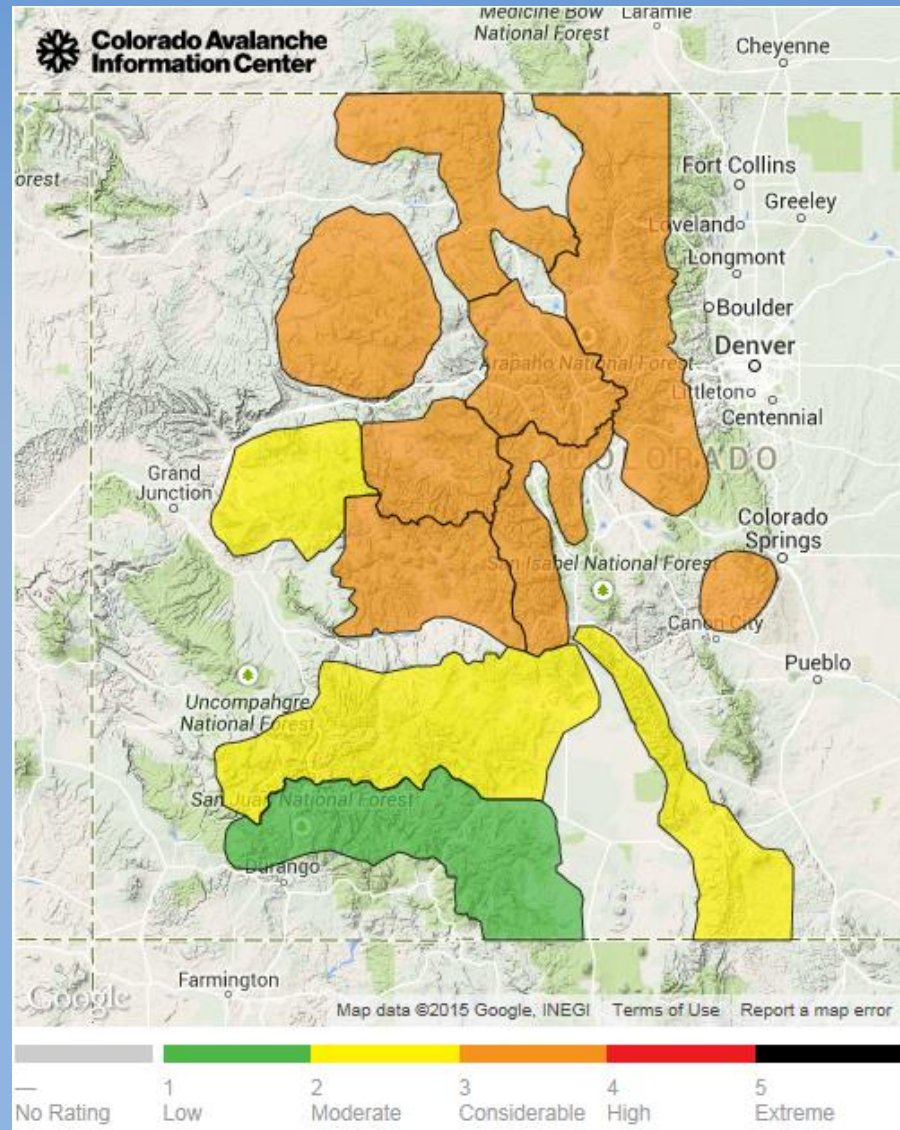 Medicine Bow
National Forest
Laramie
Cheyenne
Colorado Avalanche
Information Center
orest
Fort Collins
Greeley
Loveland
Longmont
Boulder
Denver
Arapaho National Forest
Littleton
Centennial
COLORADO
Grand
Junction
Colorado
Springs
San Isabel National Forest
Canon City
Pueblo
Uncompahgre
National Forest
San Juan National Forest
Durango
Farmington
Google
Map data ©2015 Google, INEGI Terms of Use Report a map error
— 1 2 3 4 5
No Rating Low Moderate Considerable High Extreme